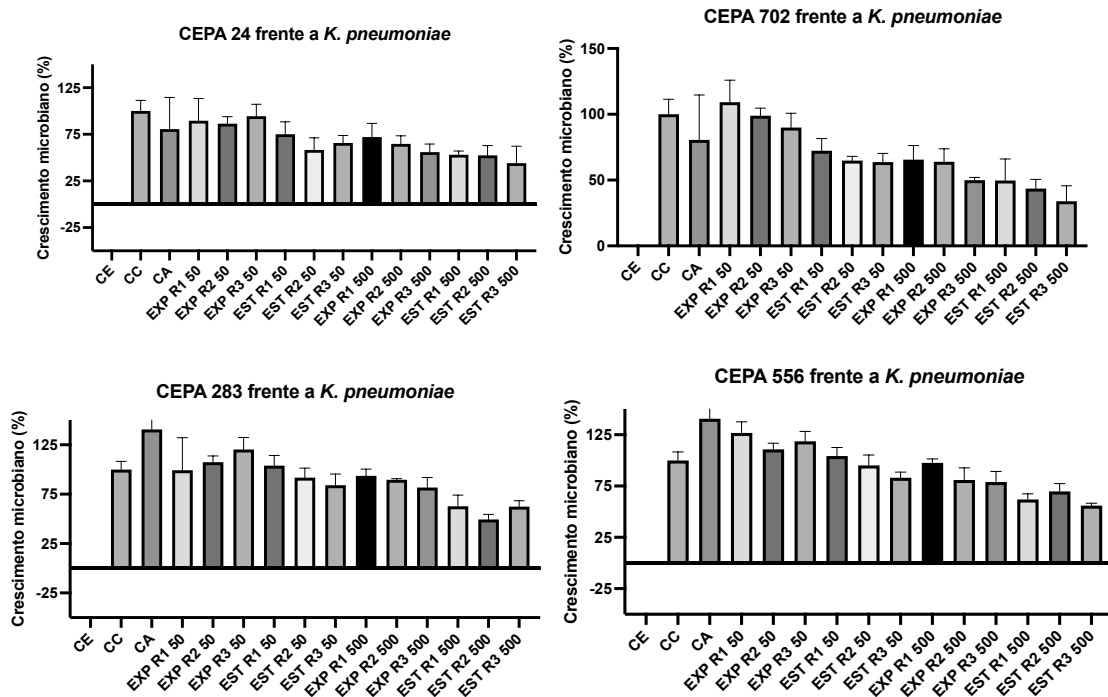 CEPA 24 frente a K. pneumoniae
Crescimento microbiano (%)
125
75
25
-25
CE
CC
CA
EXP R1 50
EXP R2 50
EXP R3 50
EST R1 50
EST R2 50
EST R3 50
EXP R1 500
EXP R2 500
EXP R3 500
EST R1 500
EST R2 500
EST R3 500
CEPA 702 frente a K. pneumoniae
Crescimento microbiano (%)
150
100
50
0
CE
CC
CA
EXP R1 50
EXP R2 50
EXP R3 50
EST R1 50
EST R2 50
EST R3 50
EXP R1 500
EXP R2 500
EXP R3 500
EST R1 500
EST R2 500
EST R3 500
CEPA 283 frente a K. pneumoniae
Crescimento microbiano (%)
125
75
25
-25
CE
CC
CA
EXP R1 50
EXP R2 50
EXP R3 50
EST R1 50
EST R2 50
EST R3 50
EXP R1 500
EXP R2 500
EXP R3 500
EST R1 500
EST R2 500
EST R3 500
CEPA 556 frente a K. pneumoniae
Crescimento microbiano (%)
125
75
25
-25
CE
CC
CA
EXP R1 50
EXP R2 50
EXP R3 50
EST R1 50
EST R2 50
EST R3 50
EXP R1 500
EXP R2 500
EXP R3 500
EST R1 500
EST R2 500
EST R3 500